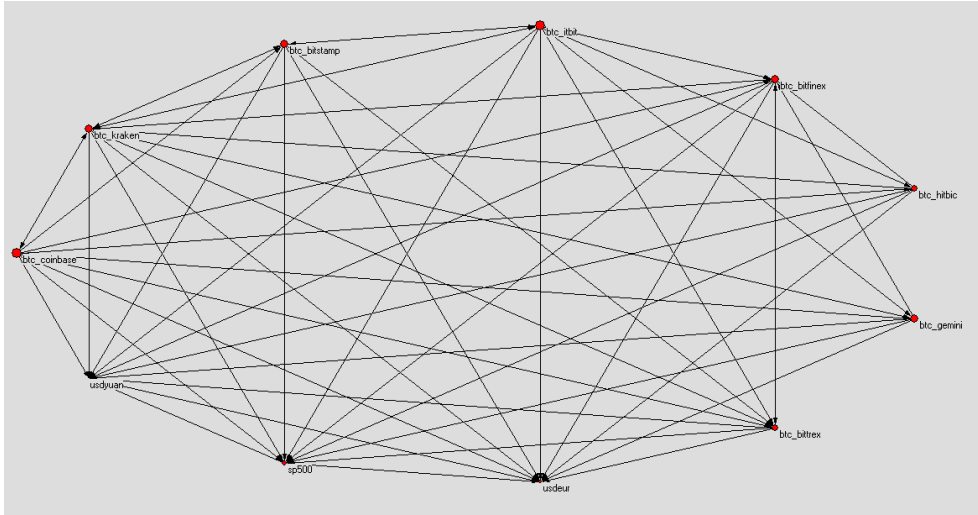 btc_itbit
btc_bitstamp
btc_bitfinex
btc_kraken
btc_hitbic
btc_coinbase
btc_gemini
usdyuan
btc_bittrex
sp500
usdeur